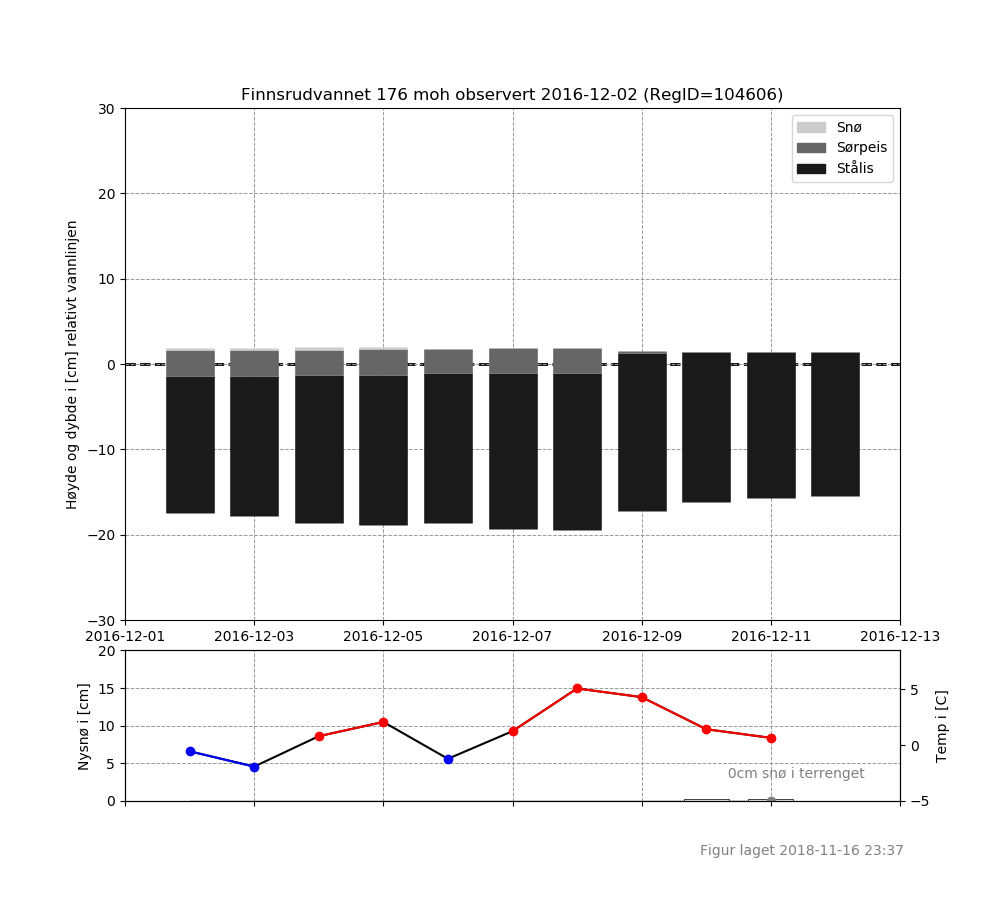 Finnsrudvannet 176 moh observert 2016-12-02 (RegID=104606)
Høyde og dybde i [cm] relativt vannlinjen
30
20
10
0
−10
−20
−30
Snø
Sørpeis
Stålis
2016-12-01 2016-12-03 2016-12-05 2016-12-07 2016-12-09 2016-12-11 2016-12-13
Nysnø i [cm]
20
15
10
5
0
5
0
−5
Temp i [C]
0cm snø i terrenget
Figur laget 2018-11-16 23:37